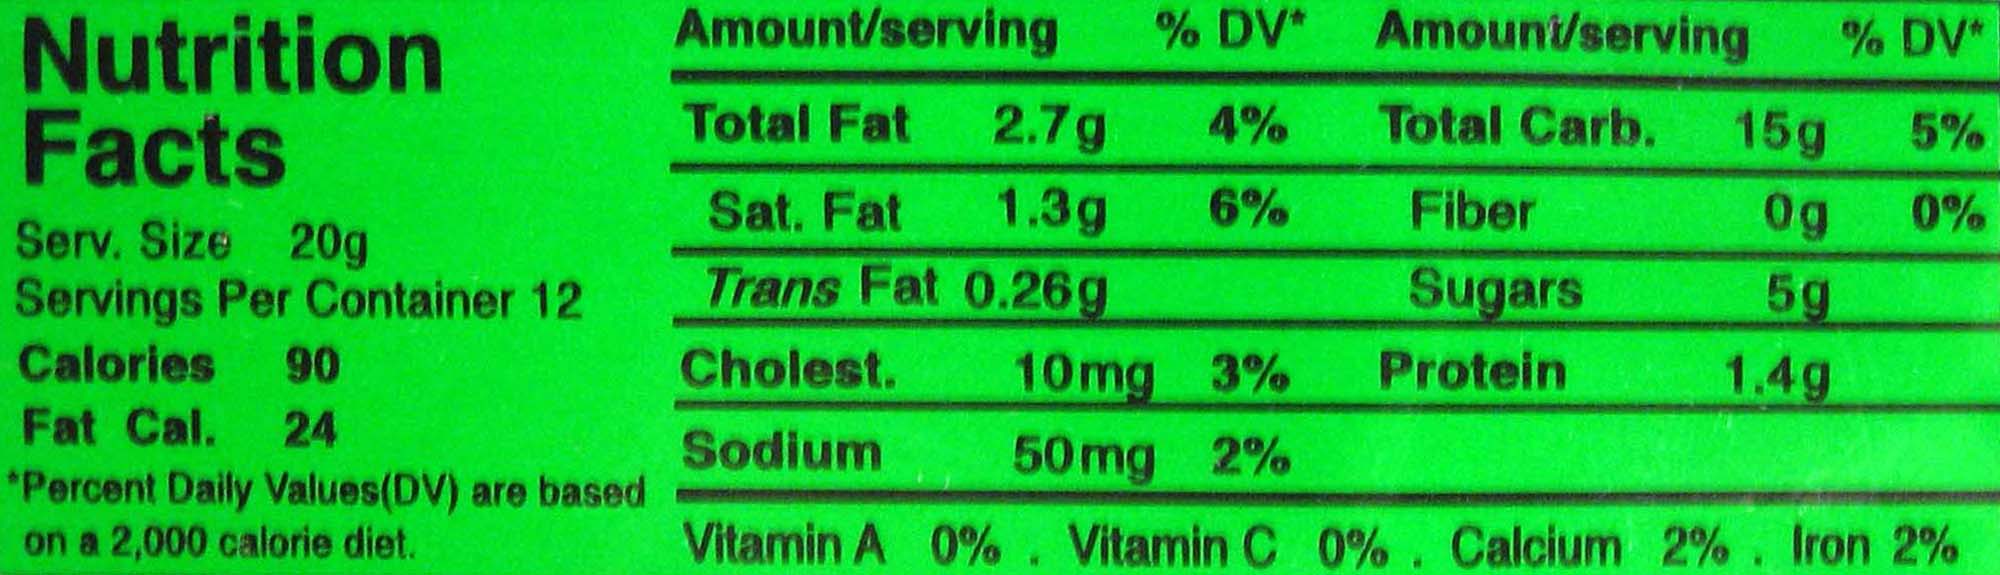 Nutrition
Facts
Serv. Size 20g
Servings Per Container 12
Calories 90
Fat Cal. 24
*Percent Daily Values(DV) are based
on a 2,000 calorie diet.
Amount/serving % DV* Amount/serving % DV*
Total Fat 2.7g 4% Total Carb. 15g 5%
Sat. Fat 1.3g 6% Fiber 0g 0%
Trans Fat 0.26g Sugars 5g
Cholest. 10mg 3% Protein 1.4g
Sodium 50mg 2%
Vitamin A 0% . Vitamin C 0% . Calcium 2% . Iron 2%